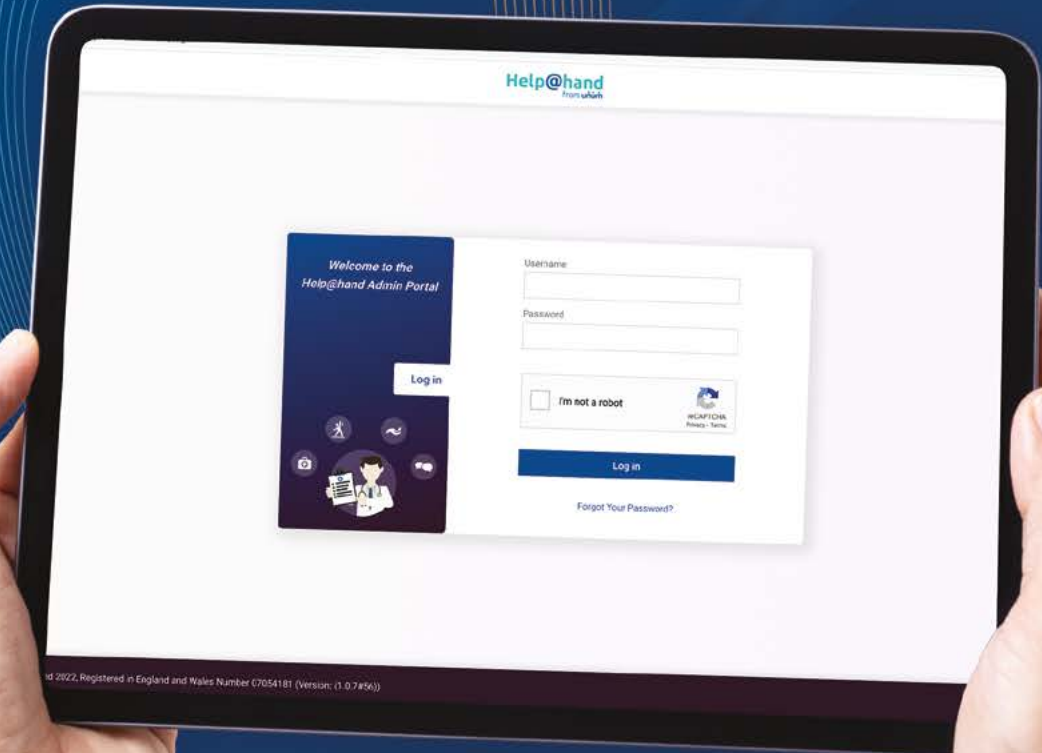 Help@hand
from
Welcome to the
Help@hand Admin Portal
Log in
Username
Password
I'm not a robot
reCAPTCHA
Privacy - Terms
Log in
Forgot Your Password?
2022, Registered in England and Wales Number 07054181 (Version: (1.0.7#56))